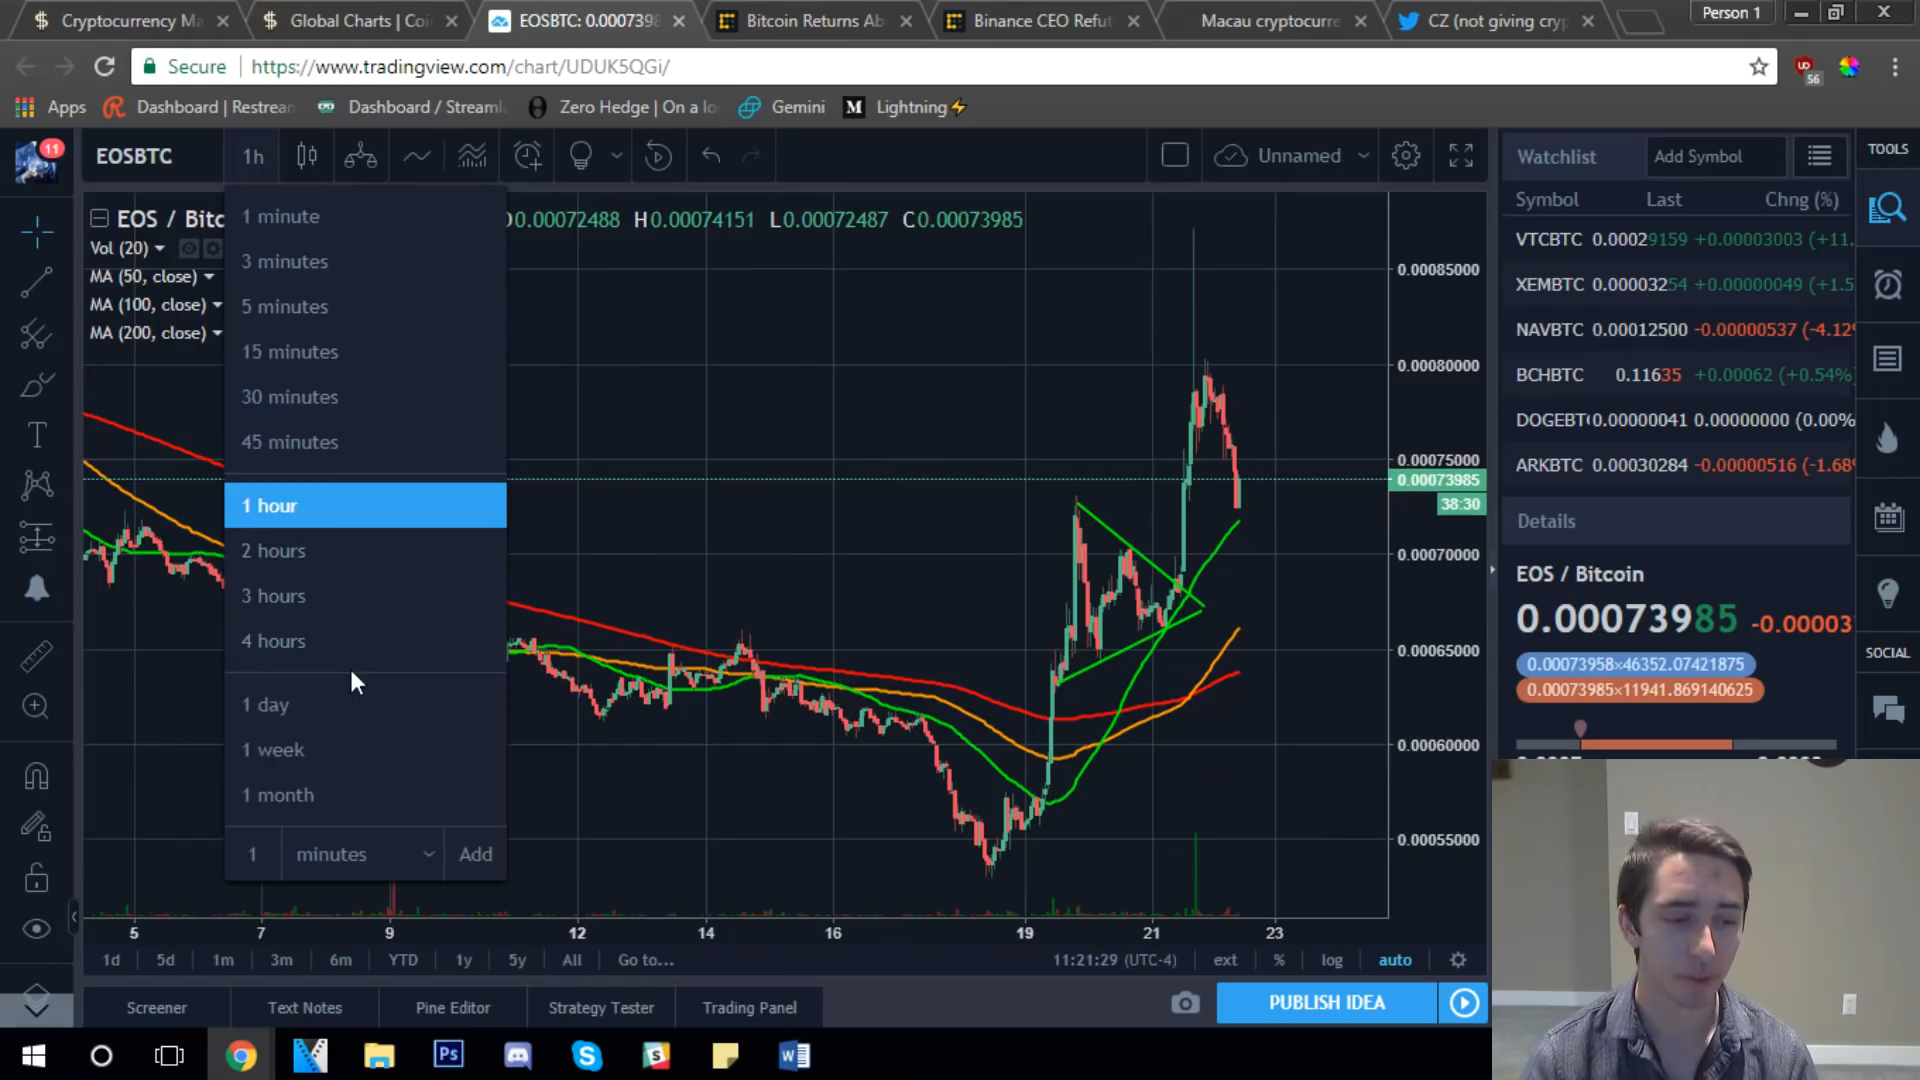 Cryptocurrency Ma
Global Charts | Coi
EOSBTC: 0.0007398
Bitcoin Returns Ab
Binance CEO Refut
Macau cryptocurre
CZ (not giving cryp
Person 1
Secure
https://www.tradingview.com/chart/UDUK5QGi/
56
Apps
Dashboard | Restrean
Dashboard / Streaml
Zero Hedge | On a lo
Gemini
M
Lightning⚡
11
EOSBTC
1h
Unnamed
Watchlist
Add Symbol
TOOLS
EOS / Bitc
O0.00072488 H0.00074151 L0.00072487 C0.00073985
Vol (20)
MA (50, close)
MA (100, close)
MA (200, close)
1 minute
3 minutes
5 minutes
15 minutes
30 minutes
45 minutes
1 hour
2 hours
3 hours
4 hours
1 day
1 week
1 month
1 minutes Add
0.00085000
0.00080000
0.00075000
0.00073985
38:30
0.00070000
0.00065000
0.00060000
0.00055000
5 7 9 12 14 16 19 21 23
Symbol Last Chng (%)
VTCBTC 0.00029159 +0.00003003 (+11.
XEMBTC 0.00003254 +0.00000049 (+1.5
NAVBTC 0.00012500 -0.00000537 (-4.12%
BCHBTC 0.11635 +0.00062 (+0.54%
DOGEBT 0.00000041 0.00000000 (0.00%
ARKBTC 0.00030284 -0.00000516 (-1.68%
Details
EOS / Bitcoin
0.00073985 -0.00003
0.00073958×46352.07421875
0.00073985×11941.869140625
SOCIAL
1d 5d 1m 3m 6m YTD 1y 5y All Go to...
11:21:29 (UTC-4) ext % log auto
Screener Text Notes Pine Editor Strategy Tester Trading Panel
PUBLISH IDEA
Ps